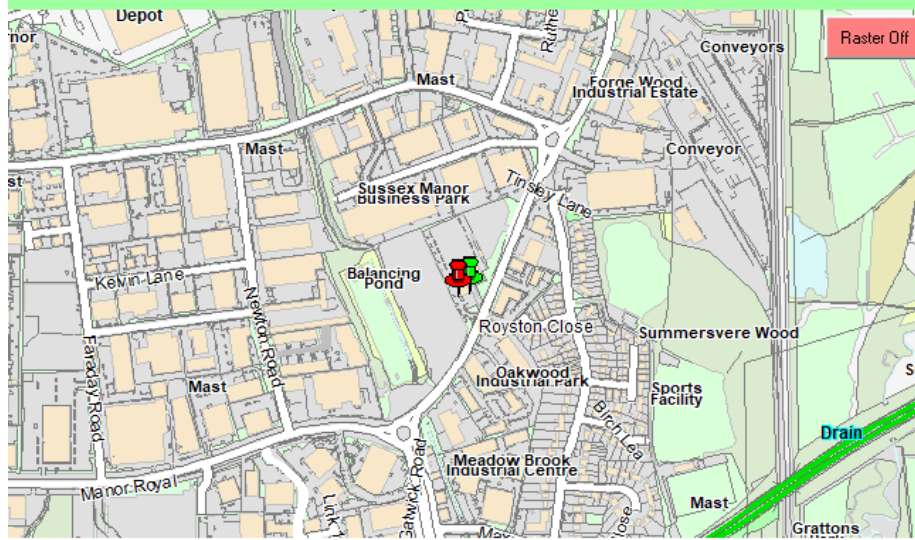 Depot
Raster Off
Conveyors
Mast
Forge Wood
Industrial Estate
Mast
Conveyor
Tinsley Lane
Sussex Manor
Business Park
Kelvin Lane
Balancing
Pond
Newton Road
Royston Close
Summersvere Wood
Faraday Road
Oakwood
Industrial Park
Mast
Sports
Facility
Birch Lea
Drain
Meadow Brook
Industrial Centre
Manor Royal
Gatwick Road
Link
Mast
Close
Grattons